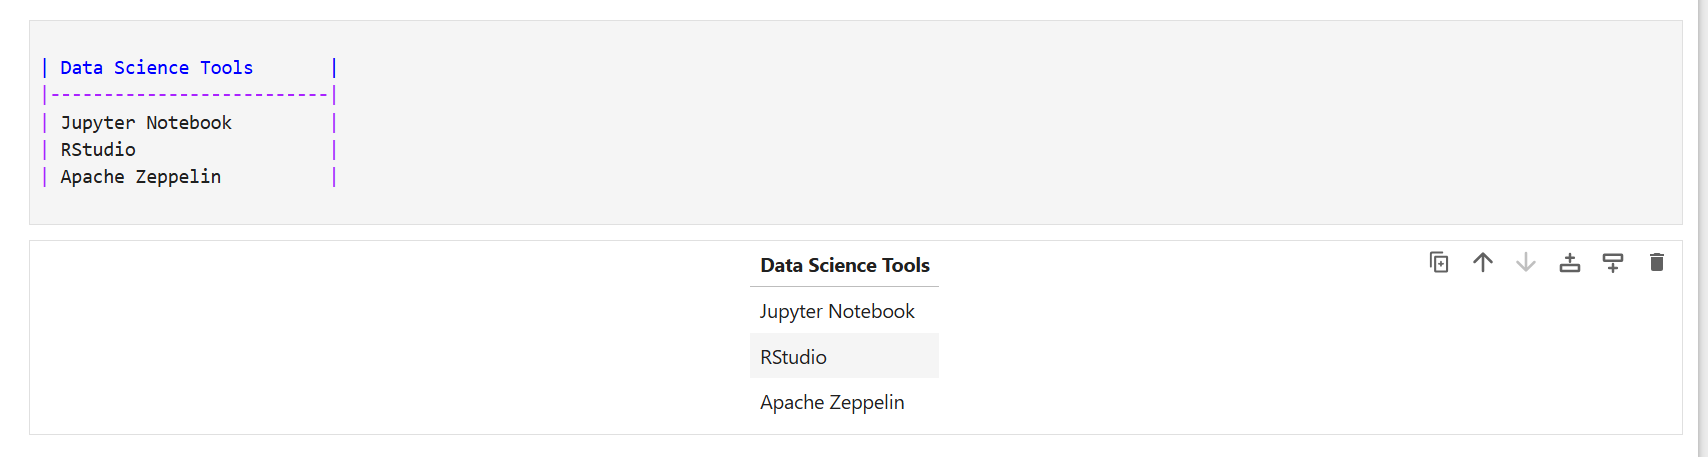 | Data Science Tools       |
|--------------------------|
| Jupyter Notebook         |
| RStudio                  |
| Apache Zeppelin          |
Data Science Tools
Jupyter Notebook
RStudio
Apache Zeppelin